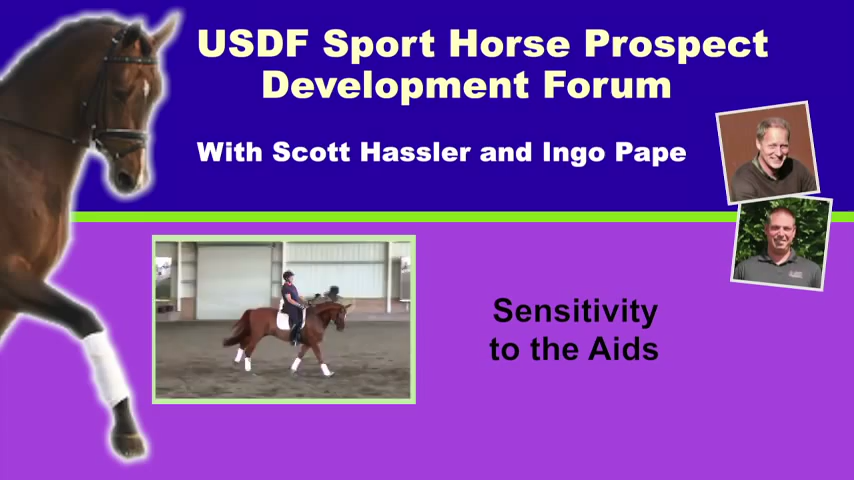 USDF Sport Horse Prospect
Development Forum
With Scott Hassler and Ingo Pape
Sensitivity
to the Aids